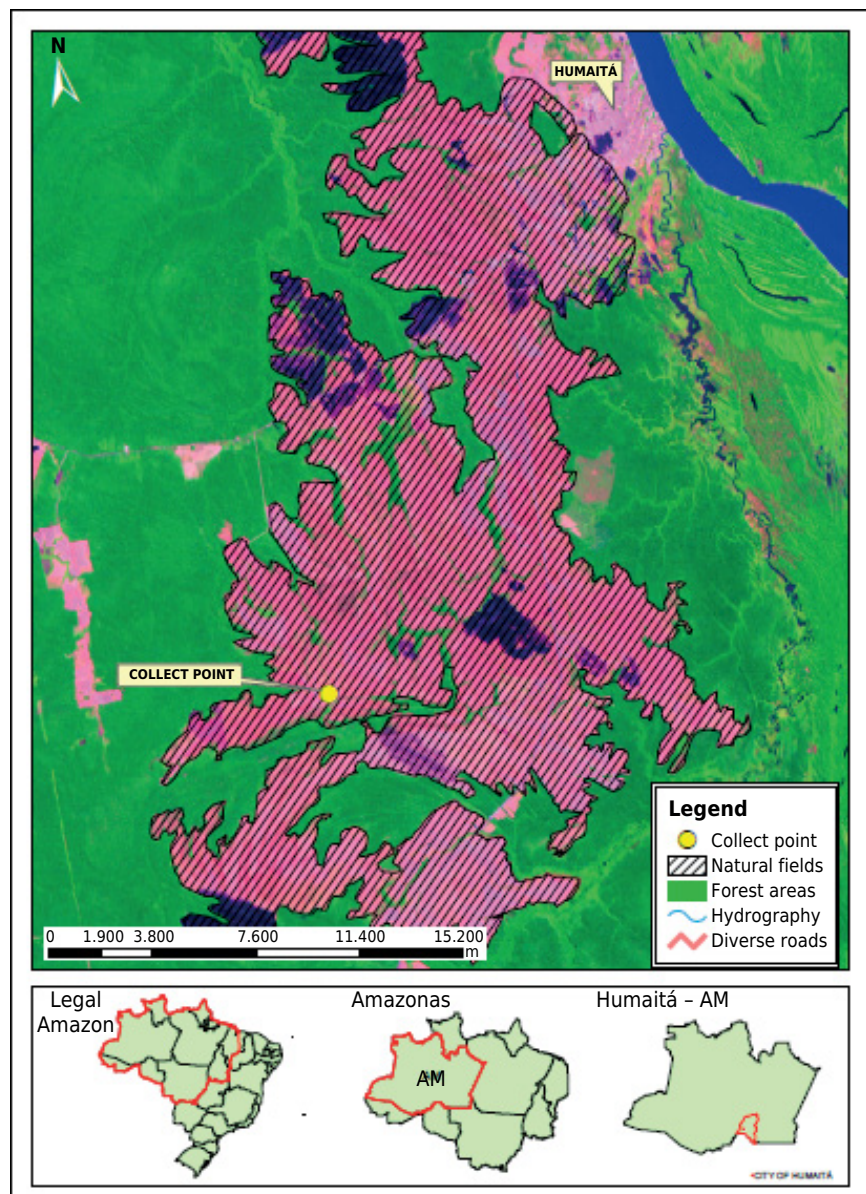 N
HUMAITÁ
COLLECT POINT
Legend
Collect point
Natural fields
Forest areas
Hydrography
Diverse roads
0 1.900 3.800 7.600 11.400 15.200
m
Legal
Amazon
Amazonas
AM
Humaitá – AM
CITY OF HUMAITÁ